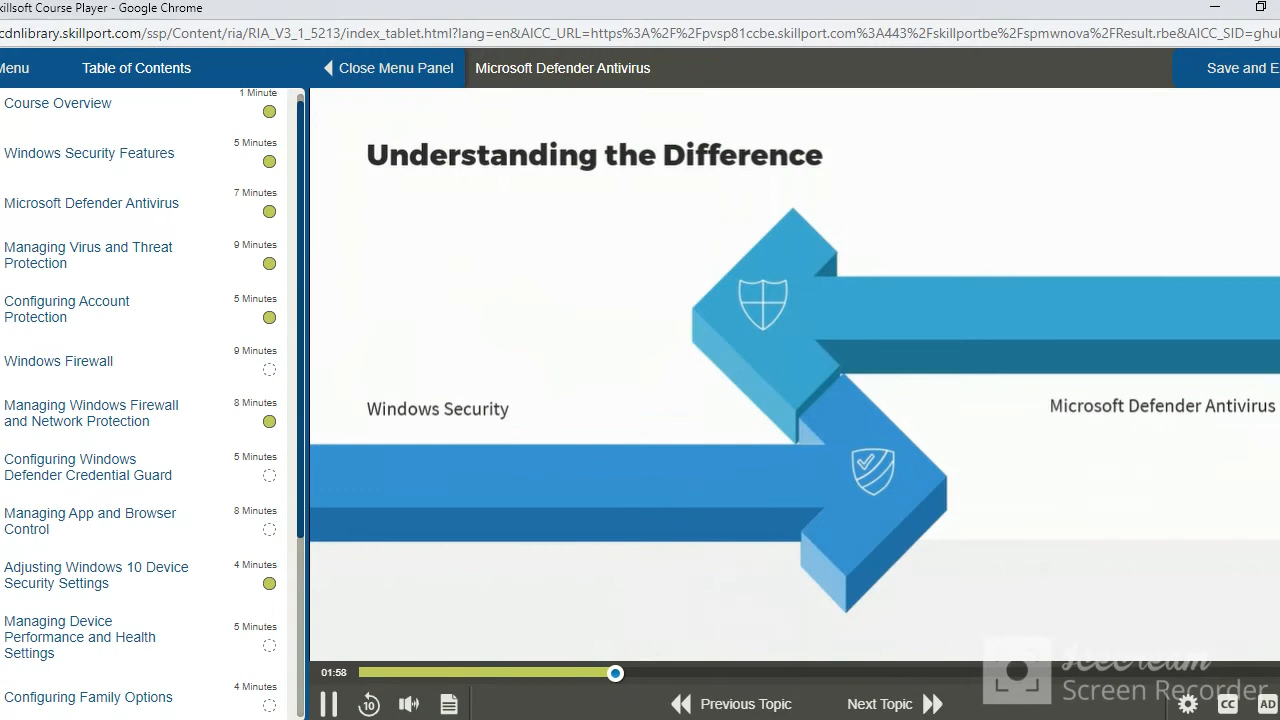 killsoft Course Player - Google Chrome
cdnlibrary.skillport.com/ssp/Content/ria/RIA_V3_1_5213/index_tablet.html?lang=en&AICC_URL=https%3A%2F%2Fpvsp81ccbe.skillport.com%3A443%2Fskillportbe%2Fspmwnova%2FResult.rbe&AICC_SID=ghul
Menu
Table of Contents
Close Menu Panel
Microsoft Defender Antivirus
Save and E
Course Overview
1 Minute
Windows Security Features
5 Minutes
Microsoft Defender Antivirus
7 Minutes
Managing Virus and Threat
Protection
9 Minutes
Configuring Account
Protection
5 Minutes
Windows Firewall
9 Minutes
Managing Windows Firewall
and Network Protection
8 Minutes
Configuring Windows
Defender Credential Guard
5 Minutes
Managing App and Browser
Control
8 Minutes
Adjusting Windows 10 Device
Security Settings
4 Minutes
Managing Device
Performance and Health
Settings
5 Minutes
Configuring Family Options
4 Minutes
Understanding the Difference
Windows Security
Microsoft Defender Antivirus
01:58
10
Previous Topic
Next Topic
CC
AD
Icecream
Screen Recorder